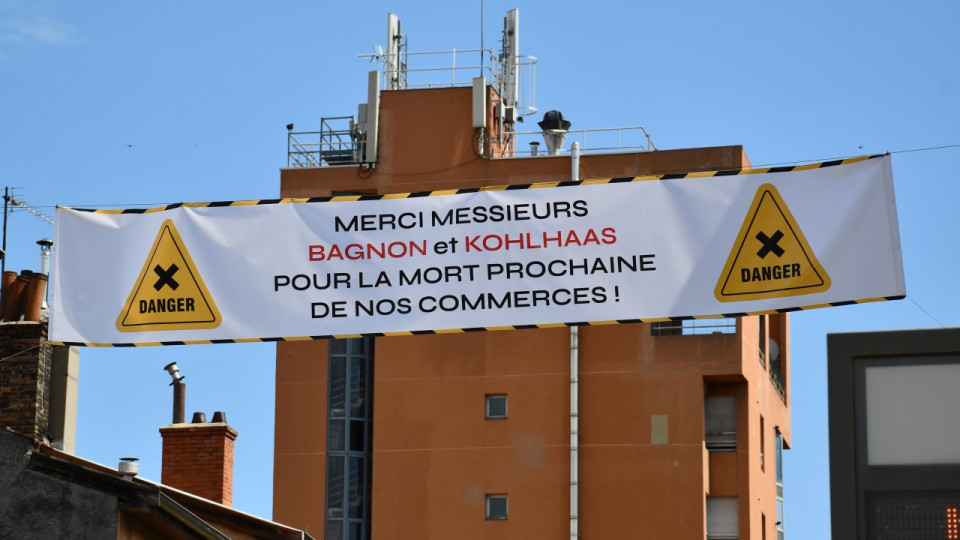 MERCI MESSIEURS
BAGNON et KOHLHAAS
POUR LA MORT PROCHAINE
DE NOS COMMERCES !
DANGER
DANGER